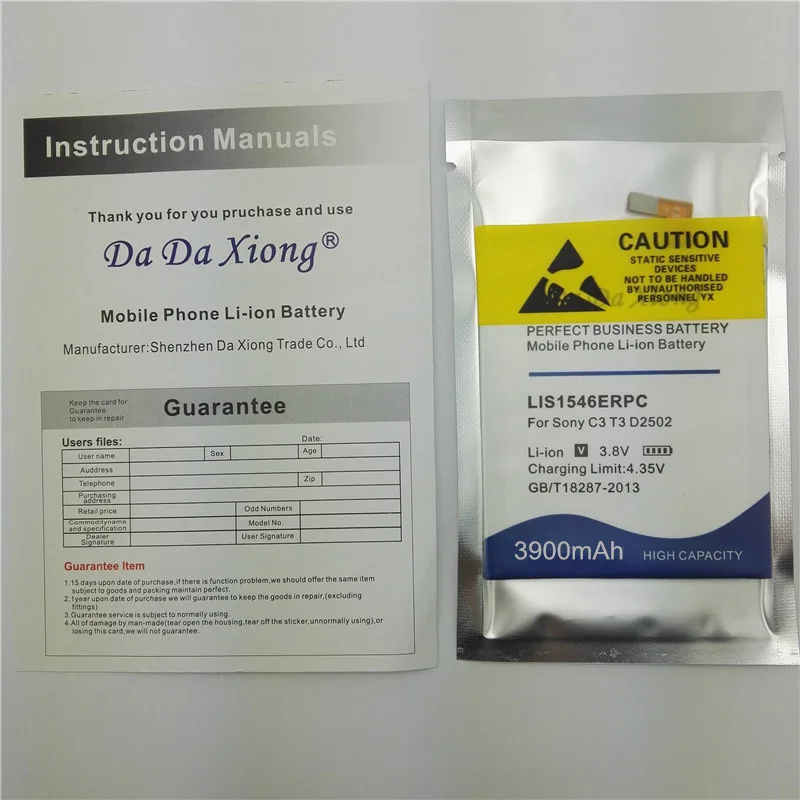 Instruction Manuals
Thank you for you pruchase and use
Da Da Xiong®
Mobile Phone Li-ion Battery
Manufacturer:Shenzhen Da Xiong Trade Co., Ltd
Keep the card for
Guarantee
to keep in repair
Guarantee
Users files:
Date:
User name
Sex
Age
Auddress
Telephone
Zip
Purchasing
address
Retail price
Odd Numbers
Commodityname
and specification
Model No.
Dealer
Signature
User Signature
Guarantee Item
1.15 days upon date of purchase,if there is function problem,we should offer the same item
subject to goods and packing maintain perfect.
2.1year upon date of purchase we will guarantee to keep the goods in repair,(excluding
fittings)
3.Guarantee service is subject to normally using.
4.All of damage by man-made(tear open the housing,tear off the sticker,unnormally using),or
losing this card,we will not guarantee.
CAUTION
STATIC SENSITIVE
DEVICES
NOT TO BE HANDLED
BY UNAUTHORISED
PERSONNEL YX
Da Xiong
PERFECT BUSINESS BATTERY
Mobile Phone Li-ion Battery
LIS1546ERPC
For Sony C3 T3 D2502
Li-ion V 3.8V
Charging Limit:4.35V
GB/T18287-2013
3900mAh
HIGH CAPACITY